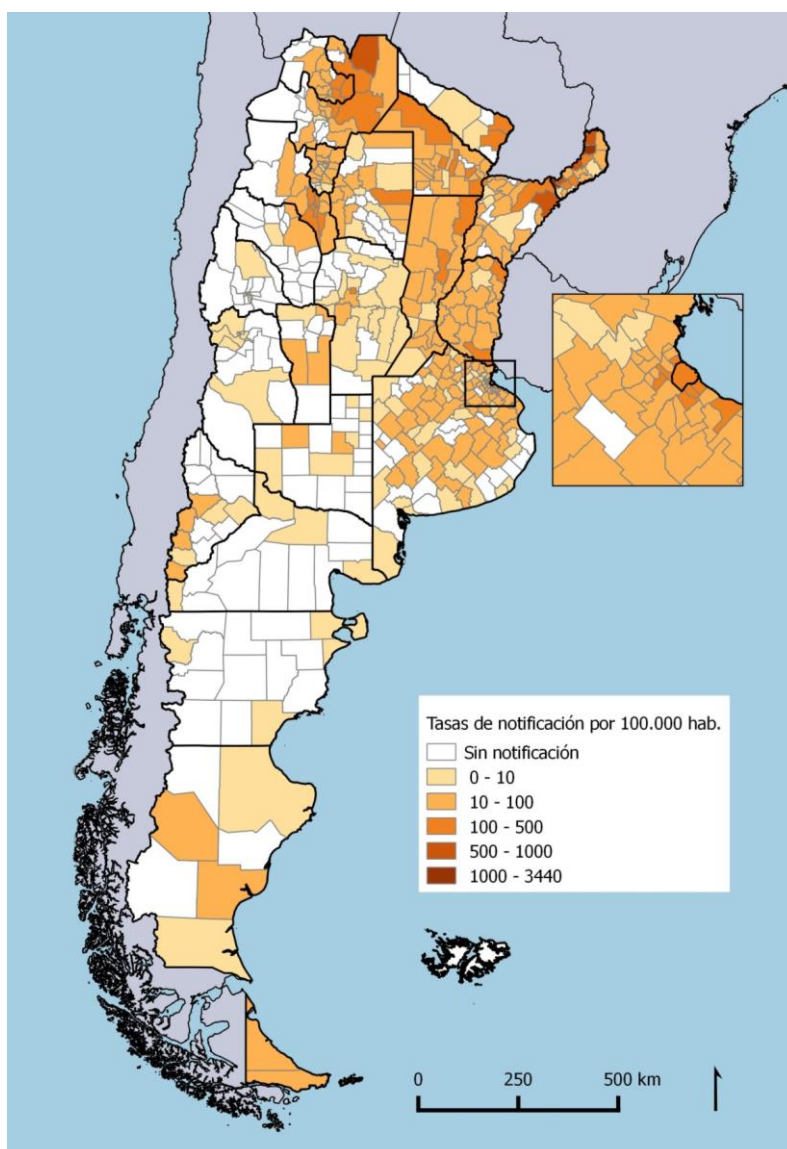 Tasas de notificación por 100.000 hab.
Sin notificación
0 - 10
10 - 100
100 - 500
500 - 1000
1000 - 3440
0 250 500 km